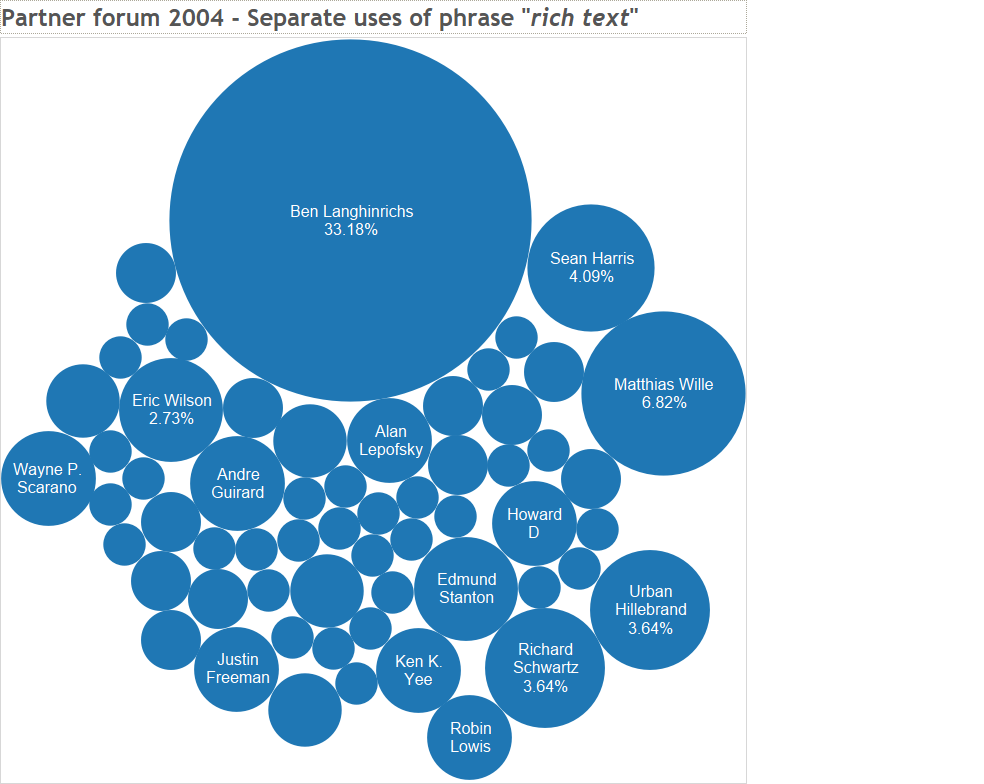 Partner forum 2004 - Separate uses of phrase "rich text"
Ben Langhinrichs
33.18%
Sean Harris
4.09%
Matthias Wille
6.82%
Eric Wilson
2.73%
Alan
Lepofsky
Wayne P.
Scarano
Andre
Guirard
Howard
D
Edmund
Stanton
Urban
Hillebrand
3.64%
Richard
Schwartz
3.64%
Justin
Freeman
Ken K.
Yee
Robin
Lowis